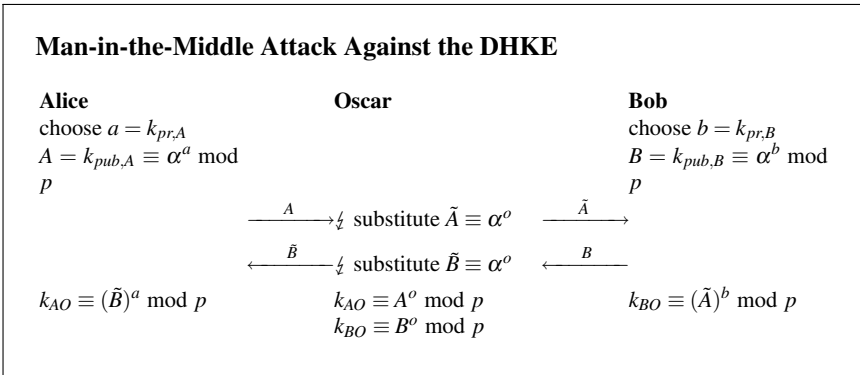 Man-in-the-Middle Attack Against the DHKE
Alice Oscar Bob
choose a = k_{pr,A} choose b = k_{pr,B}
A = k_{pub,A} ≡ α^a mod B = k_{pub,B} ≡ α^b mod
p p
A ↯ substitute Ã ≡ α^o Ã
B̃ ↯ substitute B̃ ≡ α^o B
k_{AO} ≡ (B̃)^a mod p k_{AO} ≡ A^o mod p k_{BO} ≡ (Ã)^b mod p
k_{BO} ≡ B^o mod p